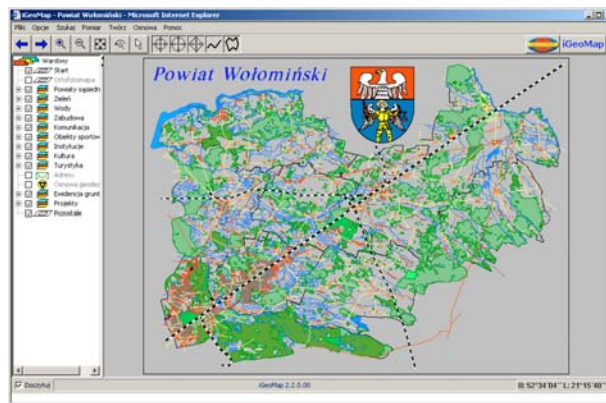 iGeoMap - Powiat Wołomiński - Microsoft Internet Explorer
Pliki Opcje Szukaj Pomiar Twórz Osnowa Pomoc
iGeoMap
Warstwy
Start
Ortofotomapa
Powiaty sąsiedn
Zieleń
Wody
Zabudowa
Komunikacja
Obiekty sportow
Instytucje
Kultura
Turystyka
Adresy
Osnowa geodez
Ewidencja grunt
Projekty
Pozostałe
Powiat Wołomiński
Doczytuj
iGeoMap 2.2.0.00
B: 52°34'04'' L: 21°15'40''